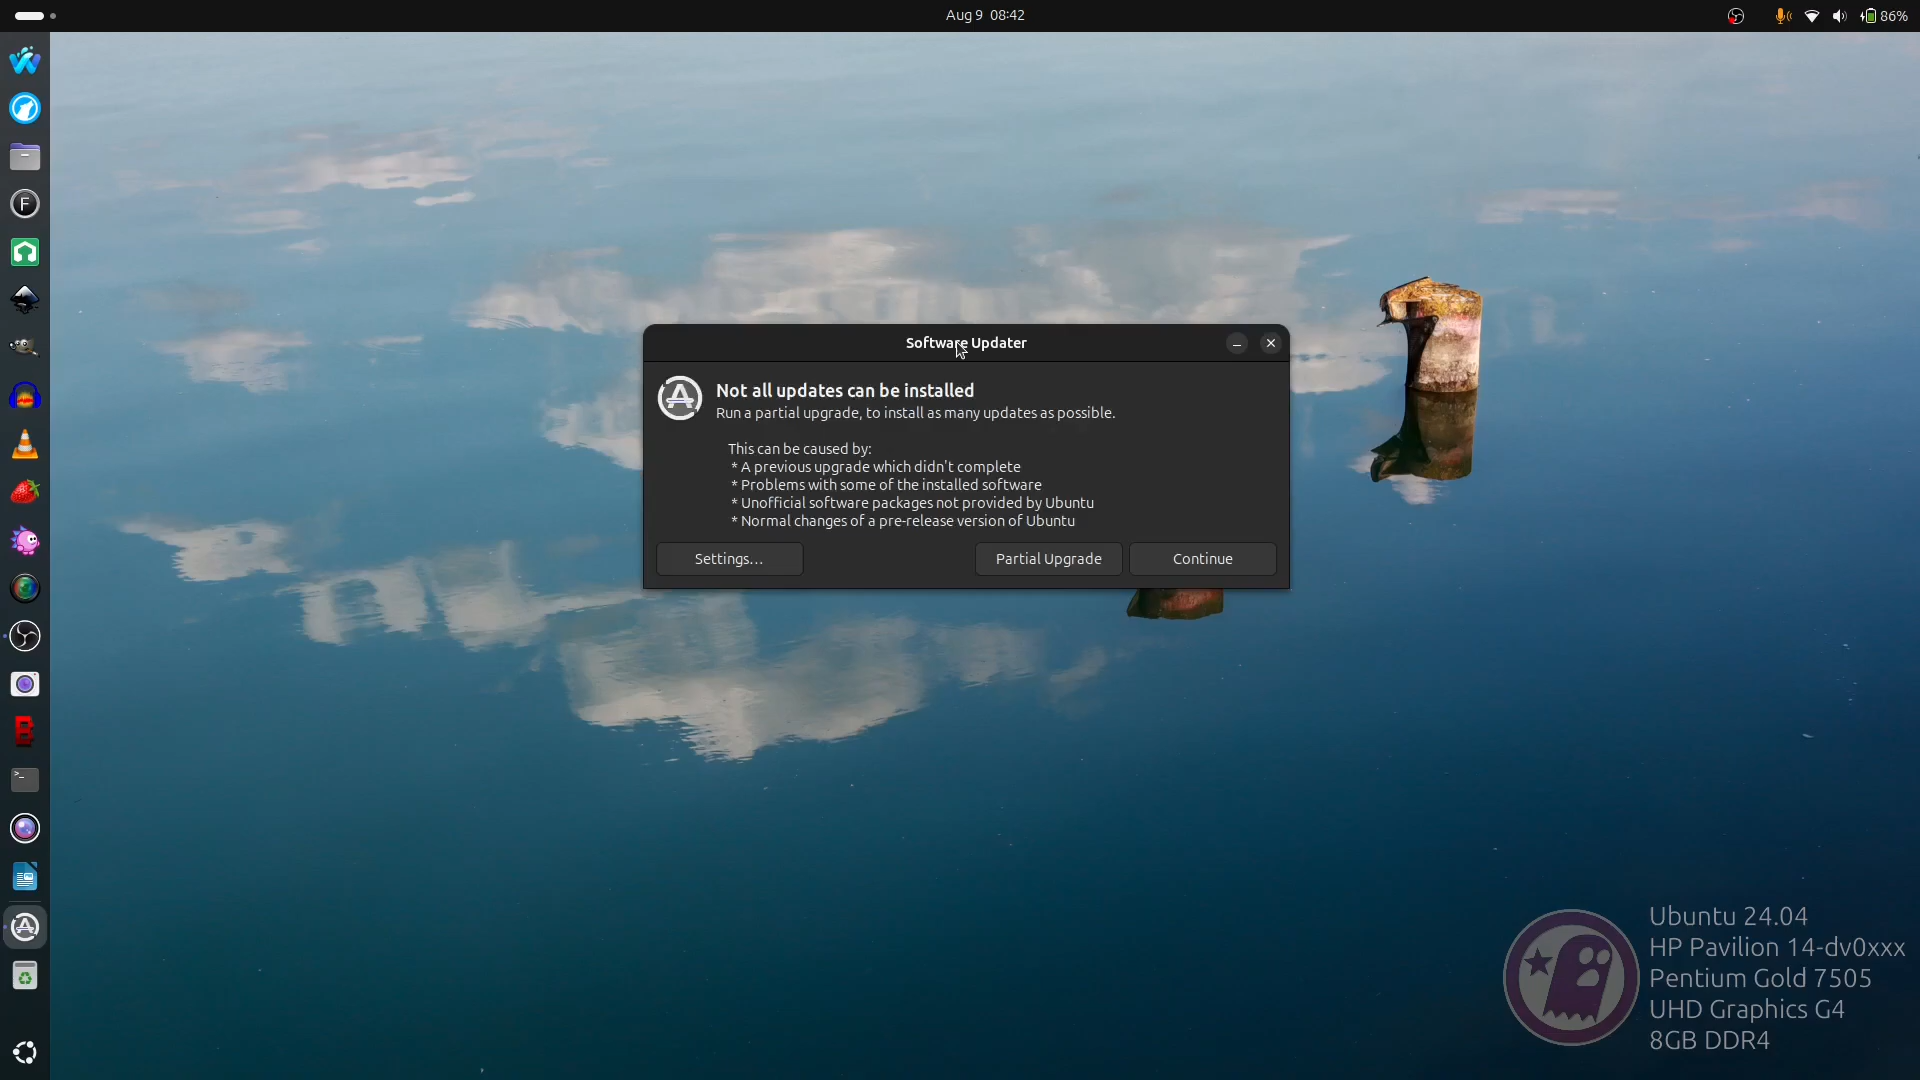 Aug 9 08:42
86%
Software Updater
Not all updates can be installed
Run a partial upgrade, to install as many updates as possible.
This can be caused by:
* A previous upgrade which didn't complete
* Problems with some of the installed software
* Unofficial software packages not provided by Ubuntu
* Normal changes of a pre-release version of Ubuntu
Settings…
Partial Upgrade
Continue
Ubuntu 24.04
HP Pavilion 14-dv0xxx
Pentium Gold 7505
UHD Graphics G4
8GB DDR4